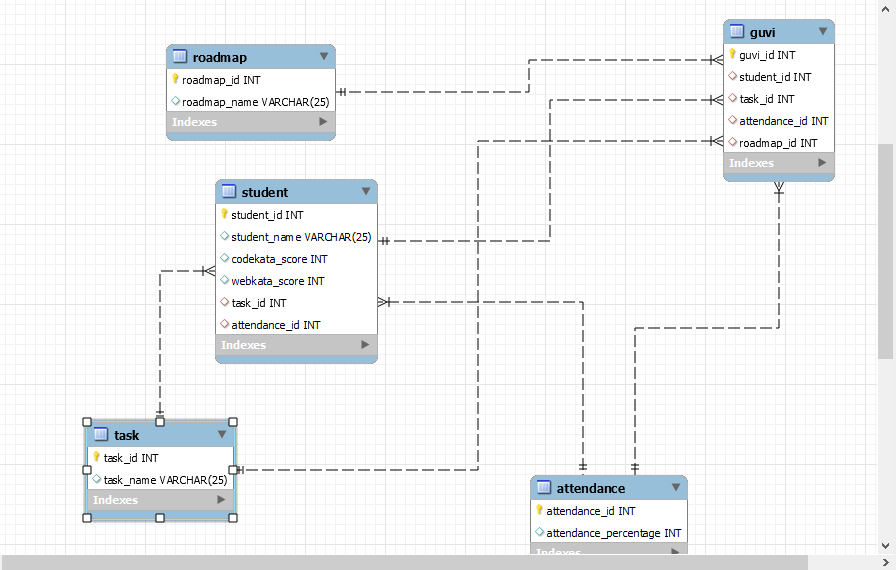 roadmap
roadmap_id INT
roadmap_name VARCHAR(25)
Indexes
guvi
guvi_id INT
student_id INT
task_id INT
attendance_id INT
roadmap_id INT
Indexes
student
student_id INT
student_name VARCHAR(25)
codekata_score INT
webkata_score INT
task_id INT
attendance_id INT
Indexes
task
task_id INT
task_name VARCHAR(25)
Indexes
attendance
attendance_id INT
attendance_percentage INT
Indexes